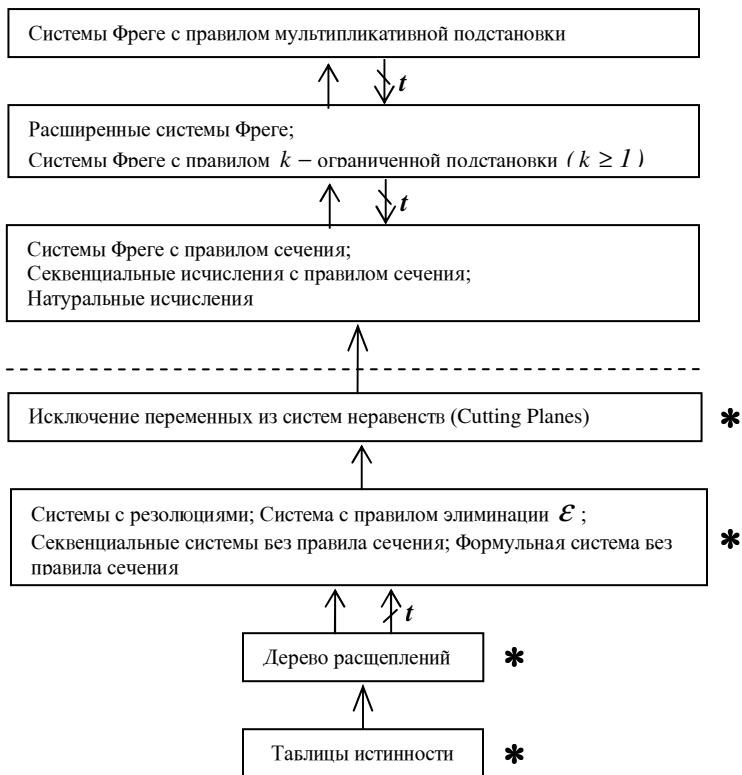 Системы Фреге с правилом мультипликативной подстановки
t
Расширенные системы Фреге;
Системы Фреге с правилом k – ограниченной подстановки ( k ≥ 1 )
t
Системы Фреге с правилом сечения;
Секвенциальные исчисления с правилом сечения;
Натуральные исчисления
Исключение переменных из систем неравенств (Cutting Planes) *
Системы с резолюциями; Система с правилом элиминации ε ;
Секвенциальные системы без правила сечения; Формульная система без *
правила сечения
t
Дерево расщеплений *
Таблицы истинности *